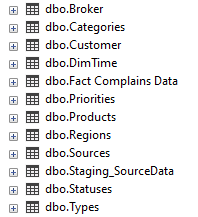 dbo.Broker
dbo.Categories
dbo.Customer
dbo.DimTime
dbo.Fact Complains Data
dbo.Priorities
dbo.Products
dbo.Regions
dbo.Sources
dbo.Staging_SourceData
dbo.Statuses
dbo.Types